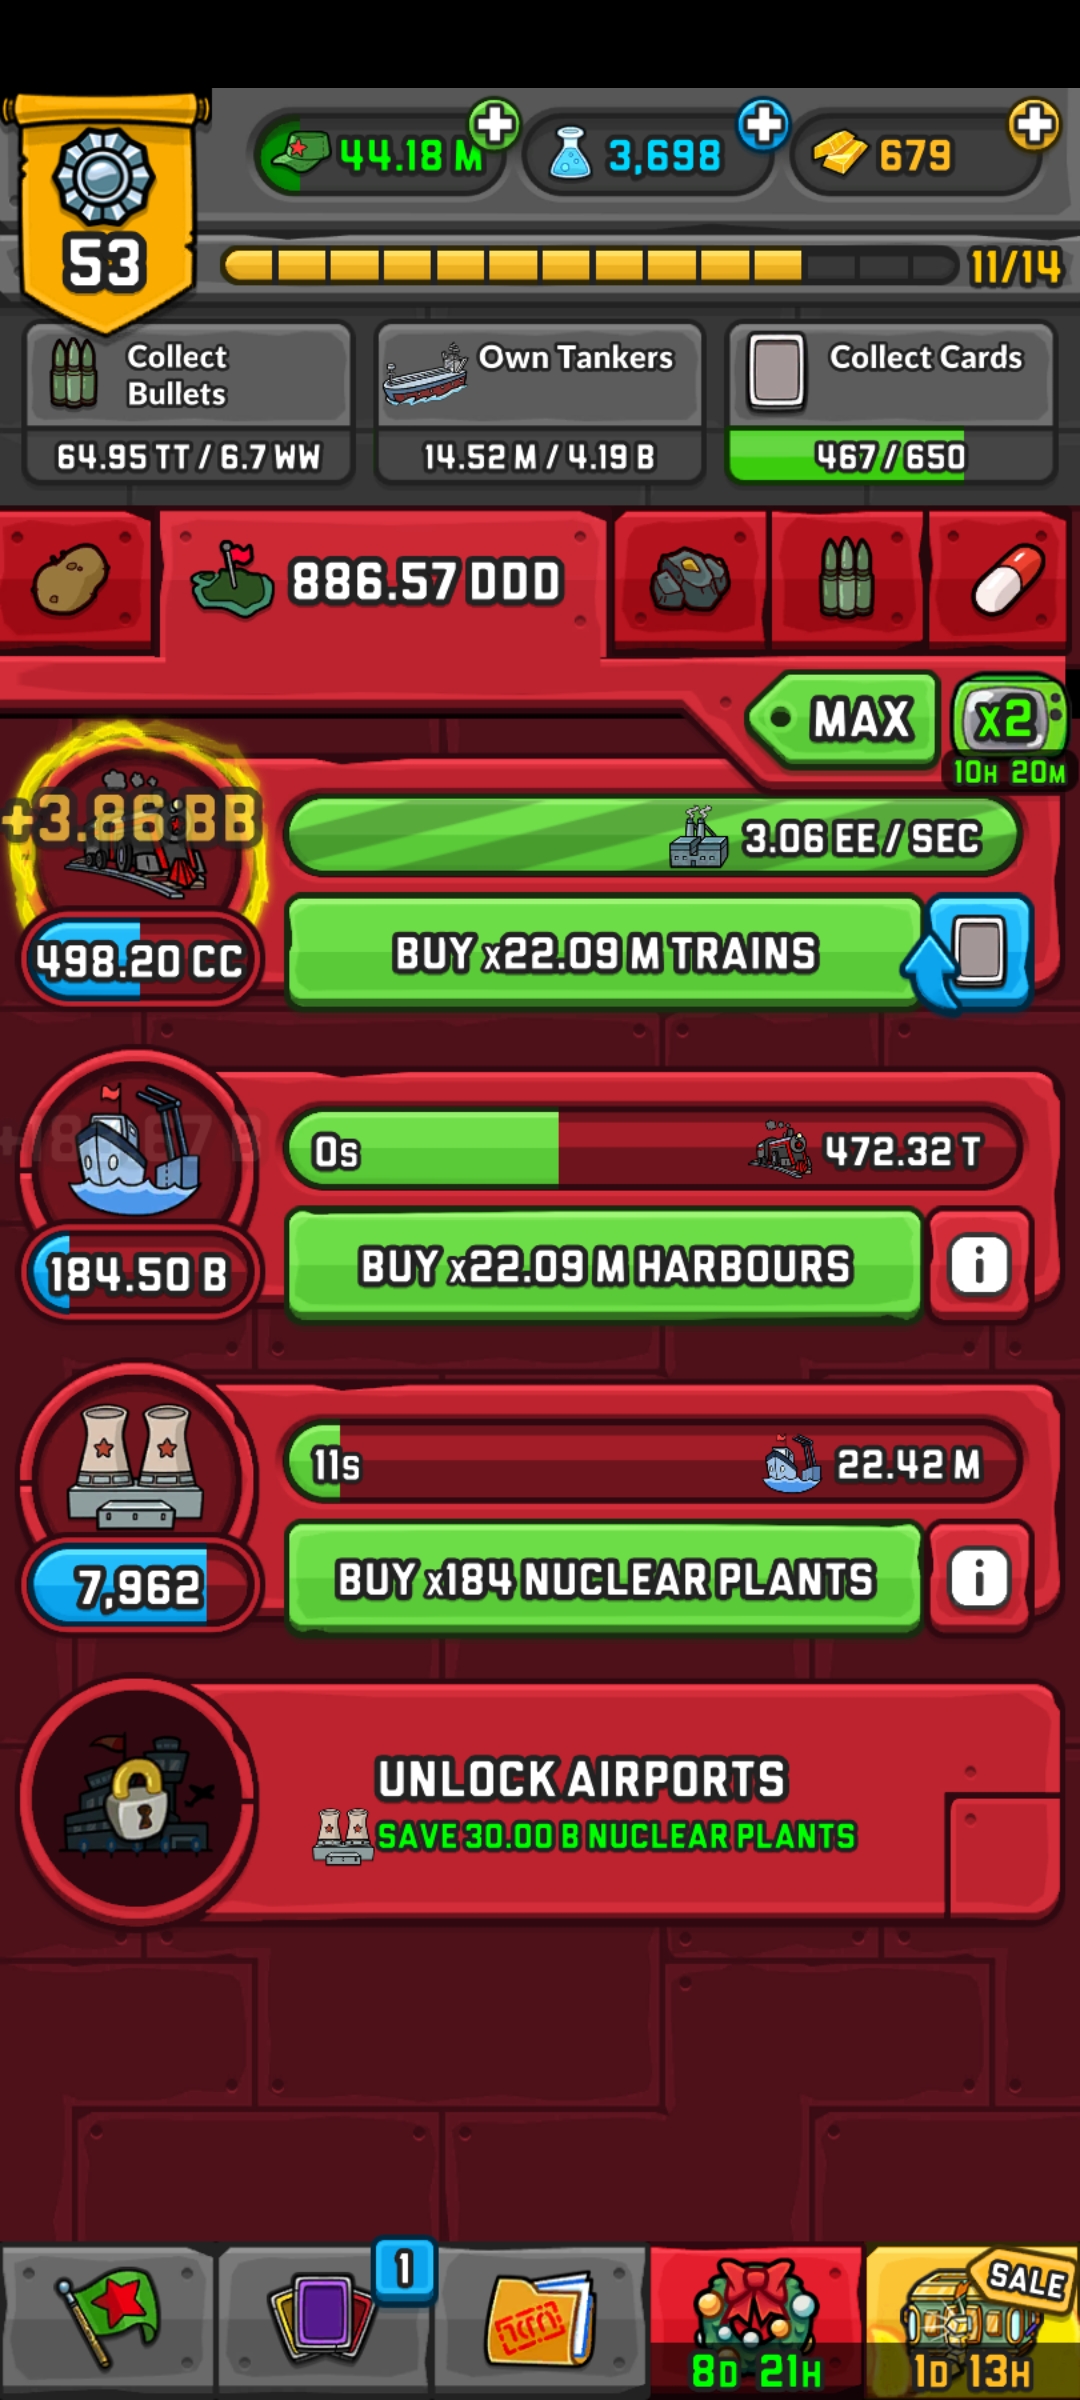 44.18 M
3,698
679
53
11/14
Collect
Bullets
64.95 TT / 6.7 WW
Own Tankers
14.52 M / 4.19 B
Collect Cards
467 / 650
886.57 DDD
MAX
x2
10H 20M
+3.86 BB
3.06 EE / SEC
498.20 CC
BUY x22.09 M TRAINS
0s
472.32 T
184.50 B
BUY x22.09 M HARBOURS
i
11s
22.42 M
7,962
BUY x184 NUCLEAR PLANTS
i
UNLOCK AIRPORTS
SAVE 30.00 B NUCLEAR PLANTS
1
SALE
8D 21H
1D 13H